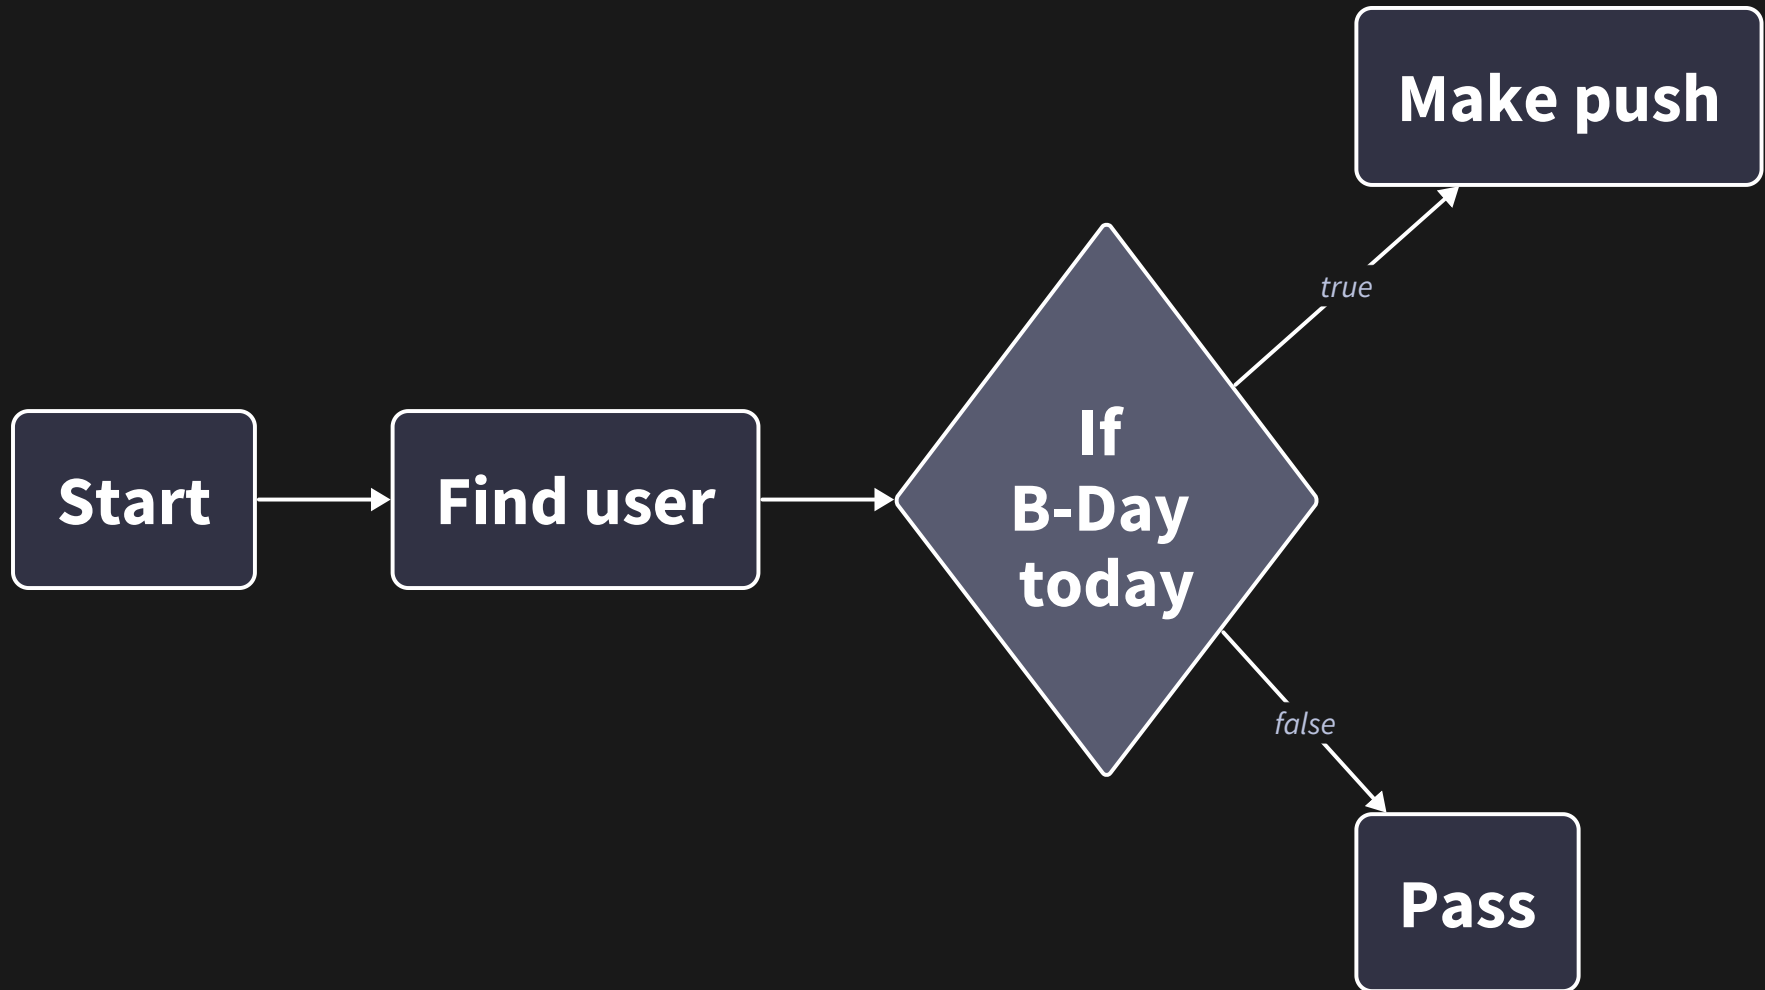 Start
Find user
If
B-Day
today
true
Make push
false
Pass